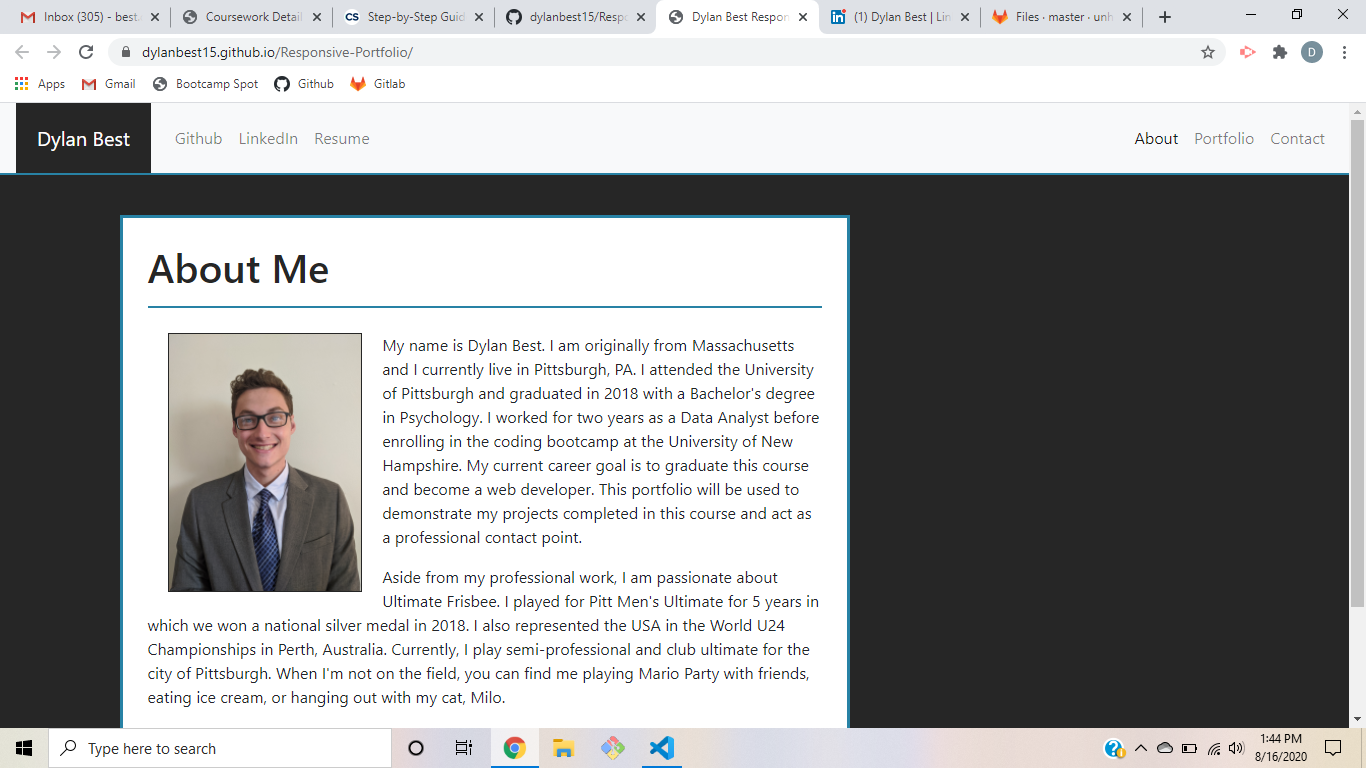 Inbox (305) - best.
Coursework Detail
CS Step-by-Step Guid
dylanbest15/Respo
Dylan Best Respon
(1) Dylan Best | Lin
Files · master · unh
dylanbest15.github.io/Responsive-Portfolio/
D
Apps Gmail Bootcamp Spot Github Gitlab
Dylan Best Github LinkedIn Resume About Portfolio Contact
About Me
My name is Dylan Best. I am originally from Massachusetts
and I currently live in Pittsburgh, PA. I attended the University
of Pittsburgh and graduated in 2018 with a Bachelor's degree
in Psychology. I worked for two years as a Data Analyst before
enrolling in the coding bootcamp at the University of New
Hampshire. My current career goal is to graduate this course
and become a web developer. This portfolio will be used to
demonstrate my projects completed in this course and act as
a professional contact point.
Aside from my professional work, I am passionate about
Ultimate Frisbee. I played for Pitt Men's Ultimate for 5 years in
which we won a national silver medal in 2018. I also represented the USA in the World U24
Championships in Perth, Australia. Currently, I play semi-professional and club ultimate for the
city of Pittsburgh. When I'm not on the field, you can find me playing Mario Party with friends,
eating ice cream, or hanging out with my cat, Milo.
Type here to search
1:44 PM
8/16/2020